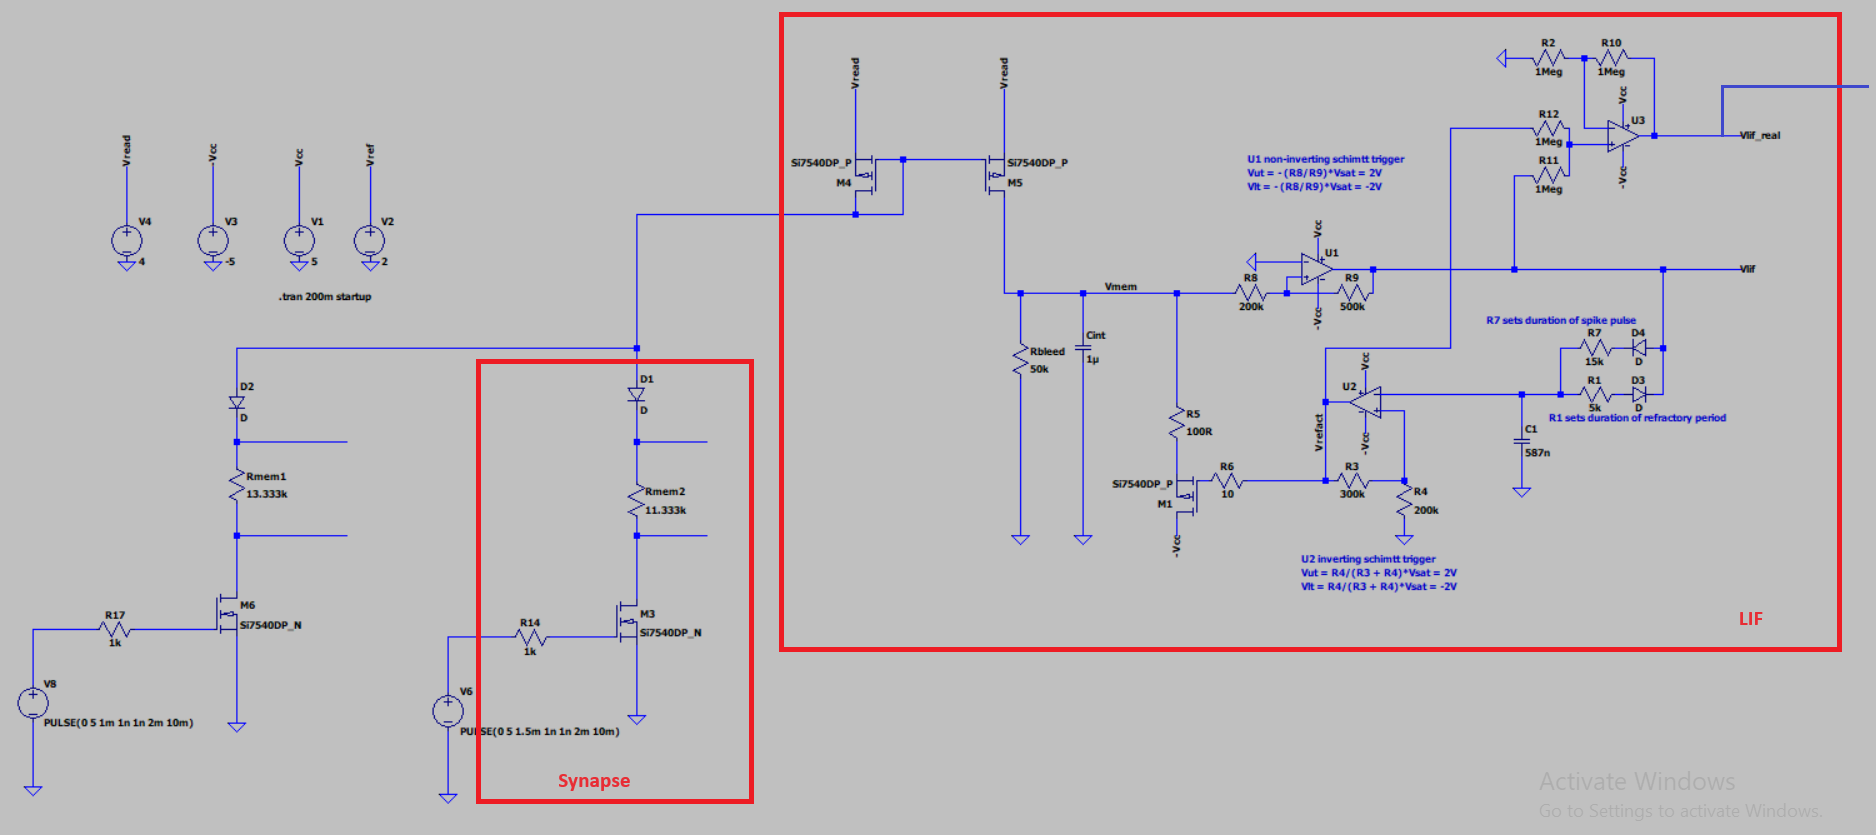 Vread
-Vcc
Vcc
Vref
V4
4
V3
-5
V1
5
V2
2
.tran 200m startup
D2
D
Rmem1
13.333k
M6
Si7540DP_N
R17
1k
V8
PULSE(0 5 1m 1n 1n 2m 10m)
D1
D
Rmem2
11.333k
M3
Si7540DP_N
R14
1k
V6
PULSE(0 5 1.5m 1n 1n 2m 10m)
Synapse
Vread
Vread
Si7540DP_P
M4
Si7540DP_P
M5
Vmem
Rbleed
50k
Cint
1µ
R5
100R
Si7540DP_P
M1
-Vcc
R6
10
U1 non-inverting schimtt trigger
Vut = - (R8/R9)*Vsat = 2V
Vlt = - (R8/R9)*Vsat = -2V
Vcc
U1
R8
200k
R9
500k
-Vcc
R2
1Meg
R10
1Meg
Vcc
R12
1Meg
U3
R11
1Meg
-Vcc
Vlif_real
Vlif
R7 sets duration of spike pulse
R7
15k
D4
D
R1
5k
D3
D
R1 sets duration of refractory period
C1
587n
Vcc
U2
-Vcc
Vrefact
R3
300k
R4
200k
U2 inverting schimtt trigger
Vut = R4/(R3 + R4)*Vsat = 2V
Vlt = R4/(R3 + R4)*Vsat = -2V
LIF
Activate Windows
Go to Settings to activate Windows.